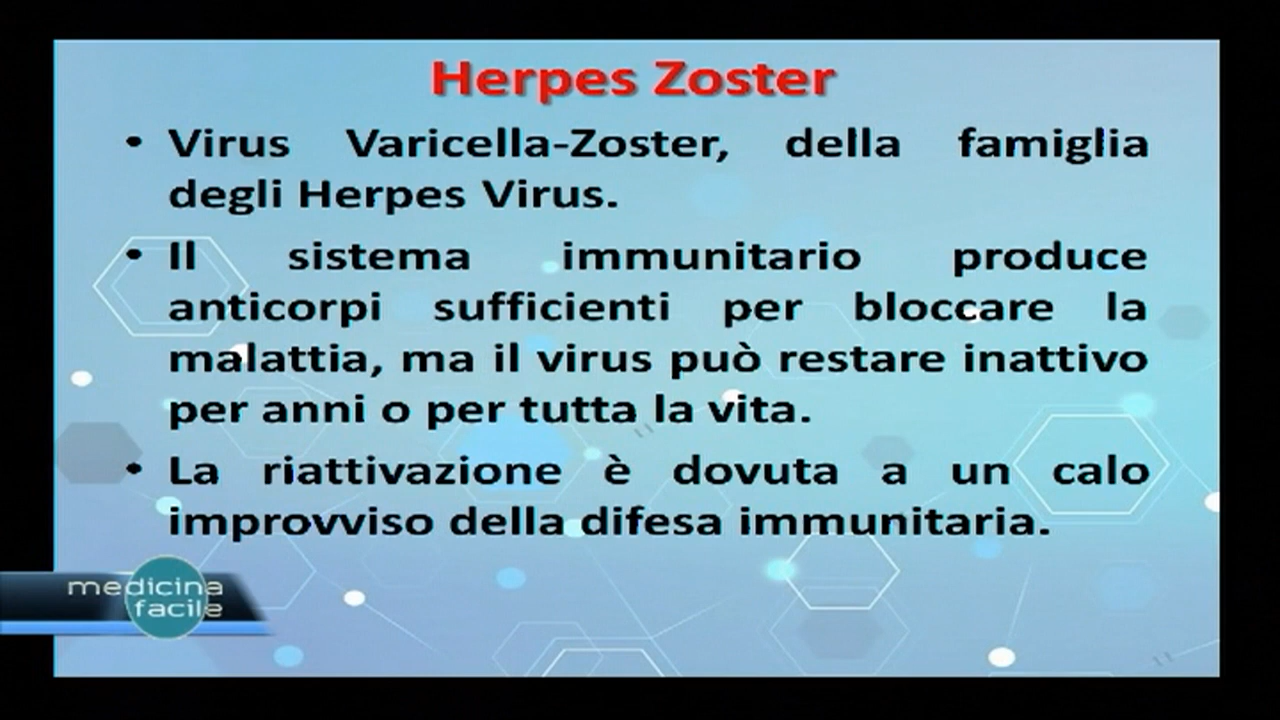 Herpes Zoster
• Virus Varicella-Zoster, della famiglia
degli Herpes Virus.
• Il sistema immunitario produce
anticorpi sufficienti per bloccare la
malattia, ma il virus può restare inattivo
per anni o per tutta la vita.
• La riattivazione è dovuta a un calo
improvviso della difesa immunitaria.
medicina
facile